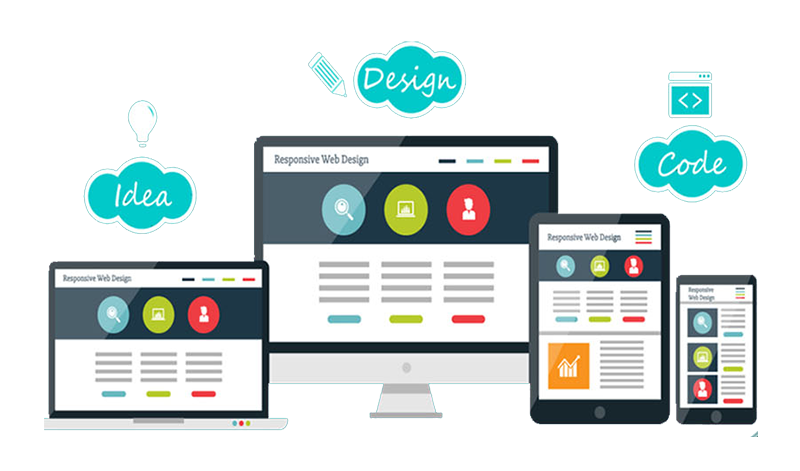 Design
Idea
Code
Responsive Web Design
Responsive Web Design
Responsive Web Design
Responsive
Web Design